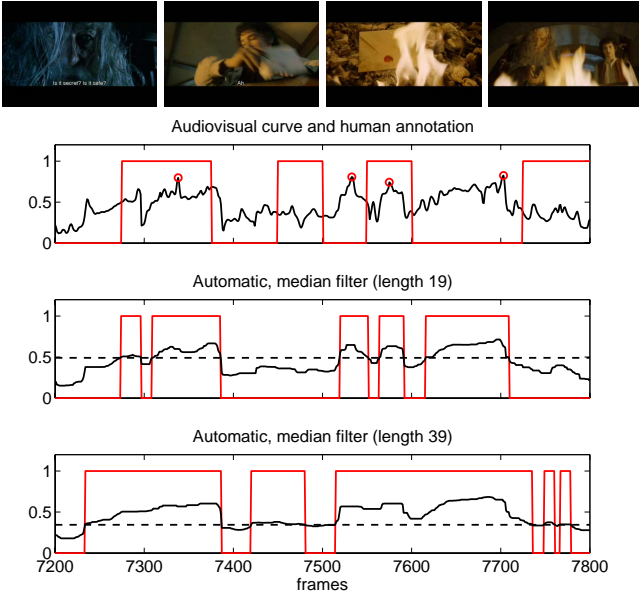 Is it secret? Is it safe?
Ah.
Audiovisual curve and human annotation
1
0.5
0
Automatic, median filter (length 19)
1
0.5
0
Automatic, median filter (length 39)
1
0.5
0
7200 7300 7400 7500 7600 7700 7800
frames